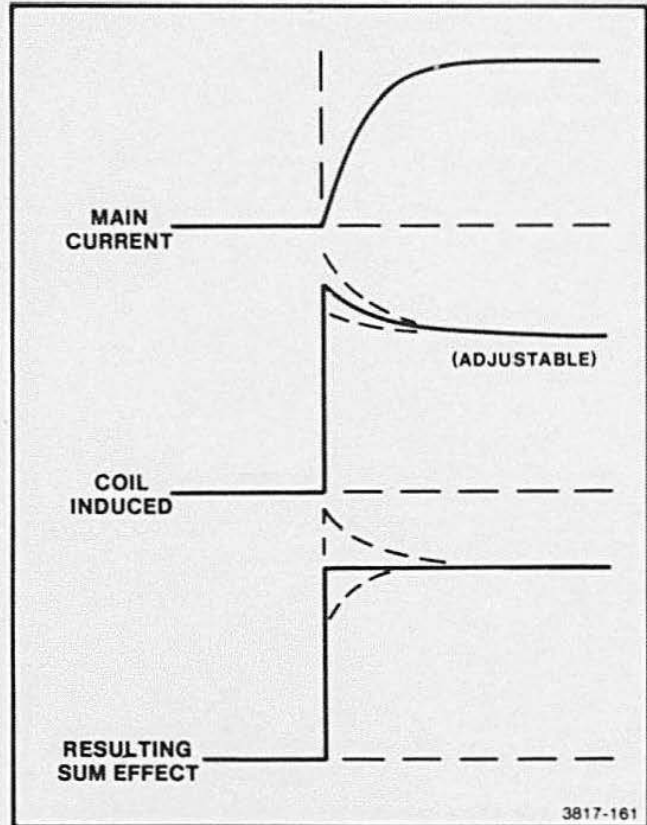 MAIN
CURRENT
(ADJUSTABLE)
COIL
INDUCED
RESULTING
SUM EFFECT
3817-161